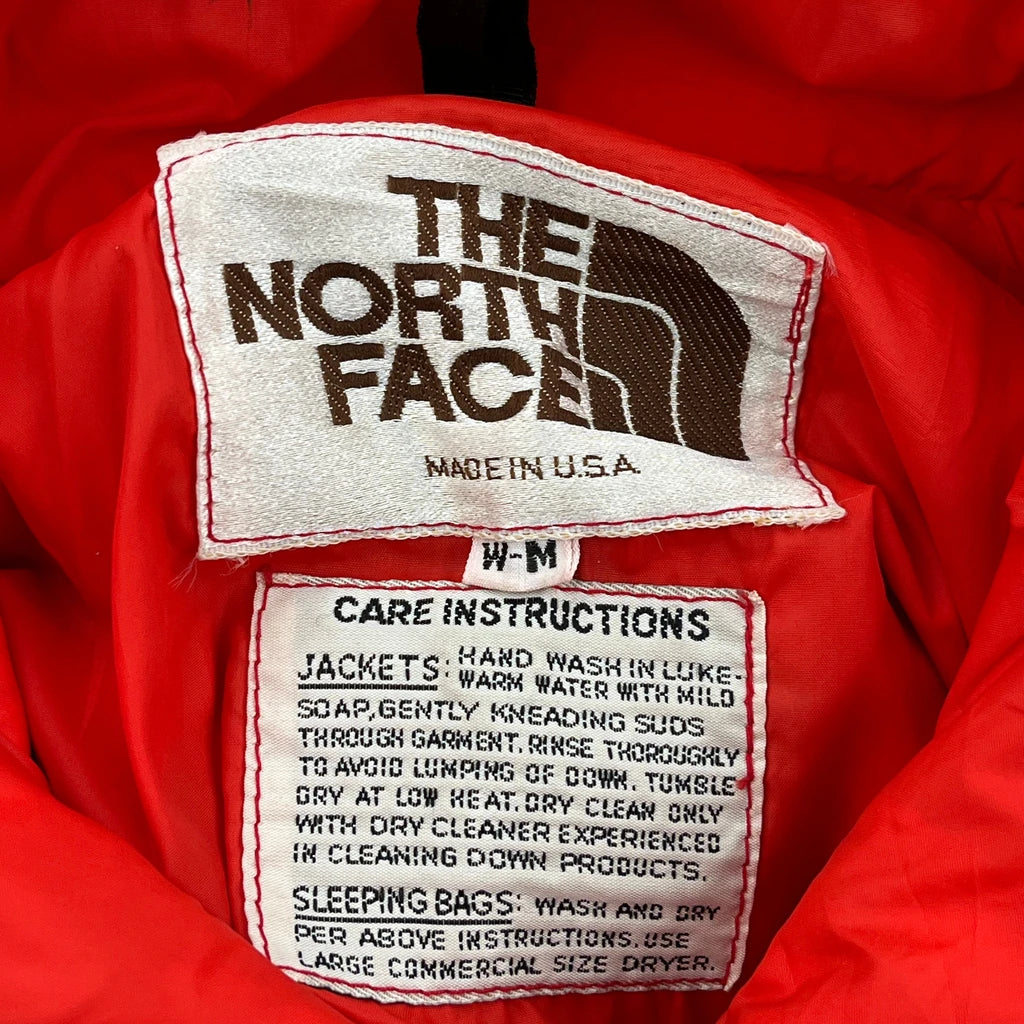 THE
NORTH
FACE
MADE IN U.S.A.
W-M
CARE INSTRUCTIONS
JACKETS: HAND WASH IN LUKE-
WARM WATER WITH MILD
SOAP, GENTLY KNEADING SUDS
THROUGH GARMENT. RINSE THOROUGHLY
TO AVOID LUMPING OF DOWN. TUMBLE
DRY AT LOW HEAT. DRY CLEAN ONLY
WITH DRY CLEANER EXPERIENCED
IN CLEANING DOWN PRODUCTS.
SLEEPING BAGS: WASH AND DRY
PER ABOVE INSTRUCTIONS. USE
LARGE COMMERCIAL SIZE DRYER.